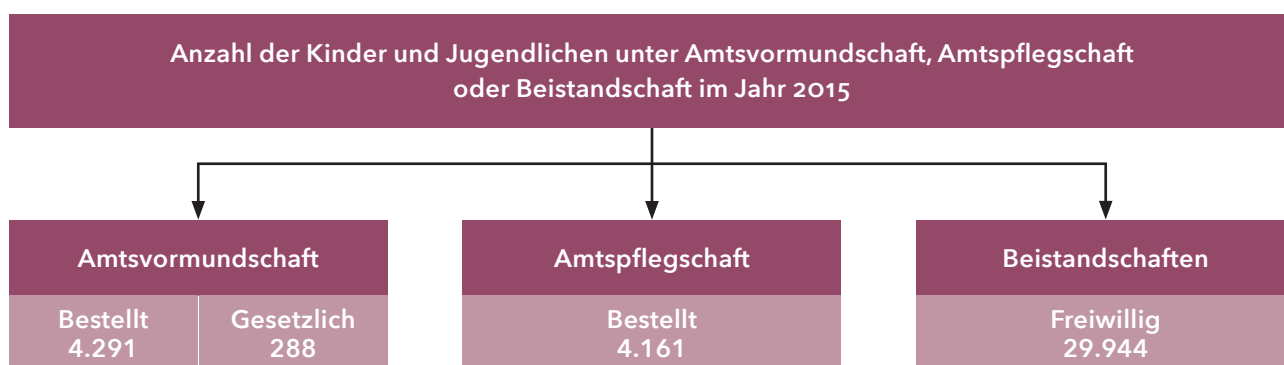 Anzahl der Kinder und Jugendlichen unter Amtsvormundschaft, Amtspflegschaft
oder Beistandschaft im Jahr 2015
Amtsvormundschaft
Bestellt
4.291
Gesetzlich
288
Amtspflegschaft
Bestellt
4.161
Beistandschaften
Freiwillig
29.944